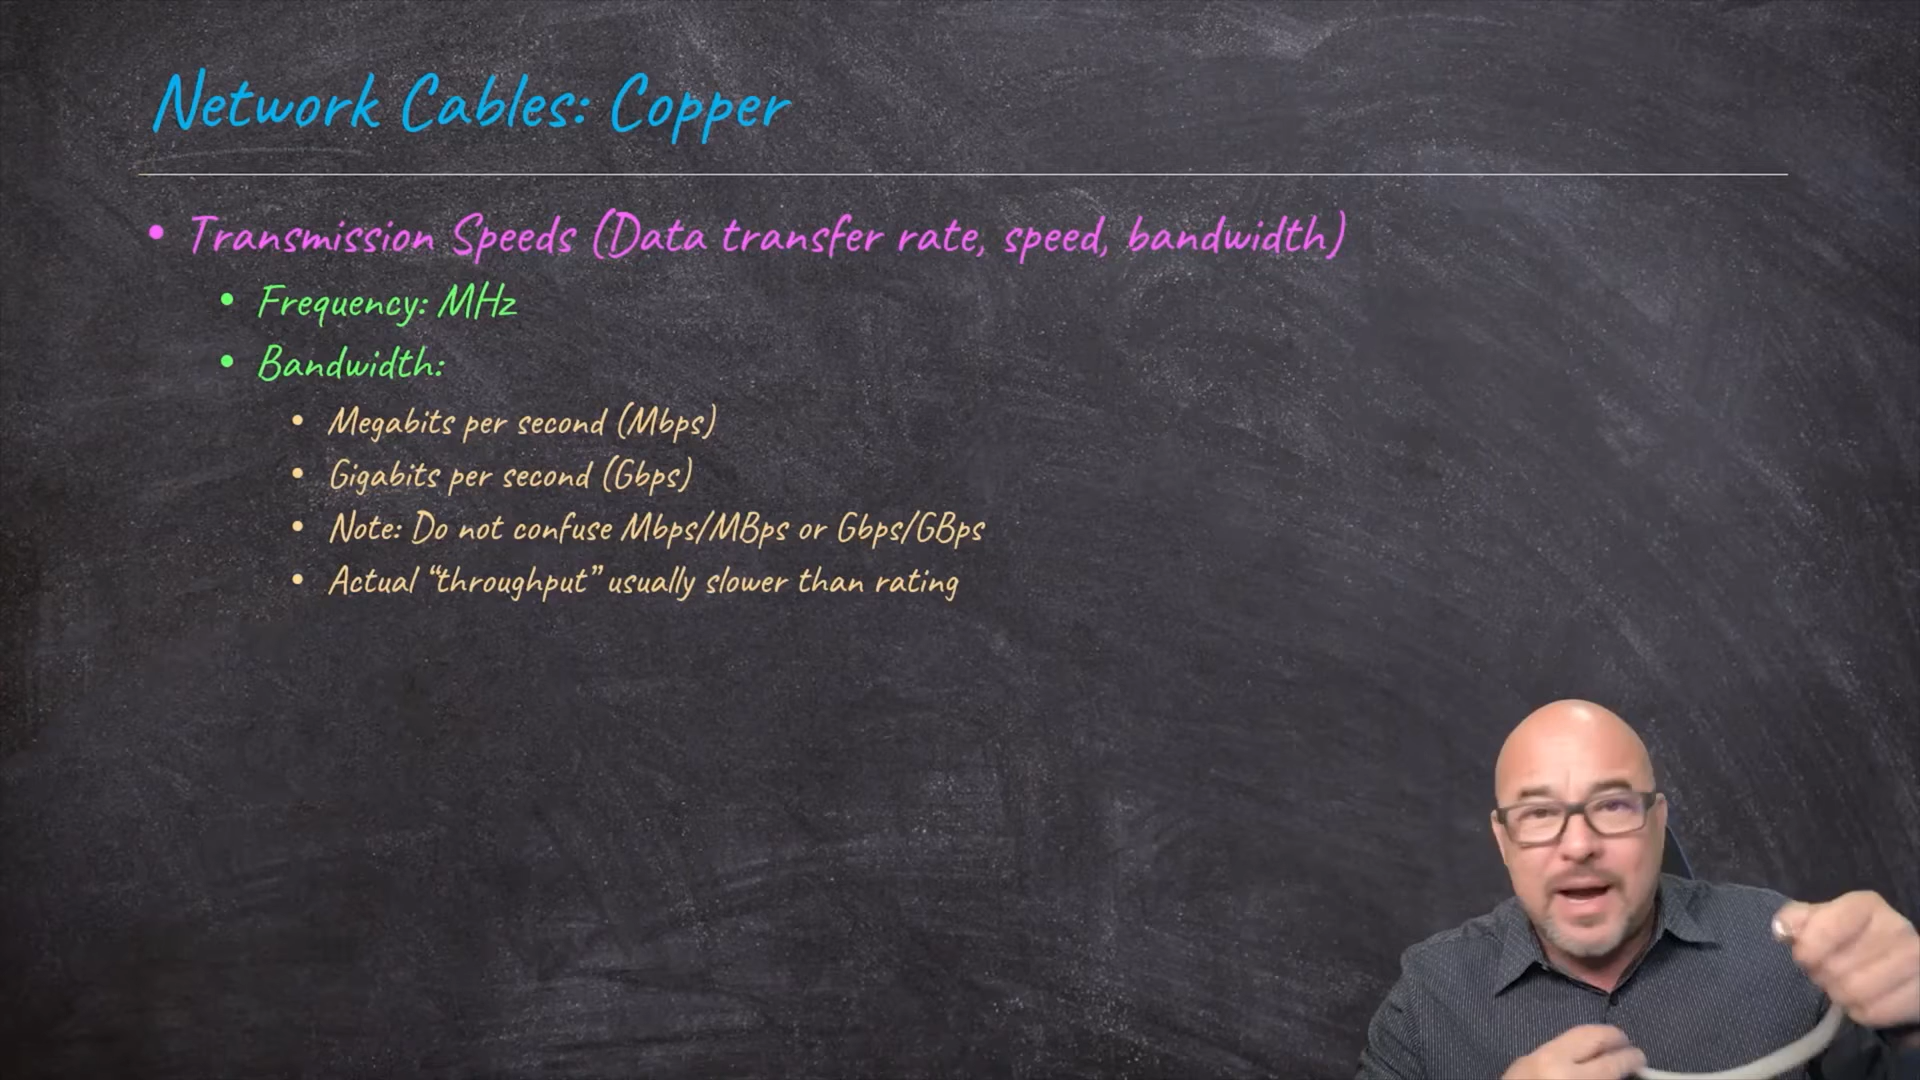 Network Cables: Copper
• Transmission Speeds (Data transfer rate, speed, bandwidth)
• Frequency: MHz
• Bandwidth:
• Megabits per second (Mbps)
• Gigabits per second (Gbps)
• Note: Do not confuse Mbps/MBps or Gbps/GBps
• Actual “throughput” usually slower than rating